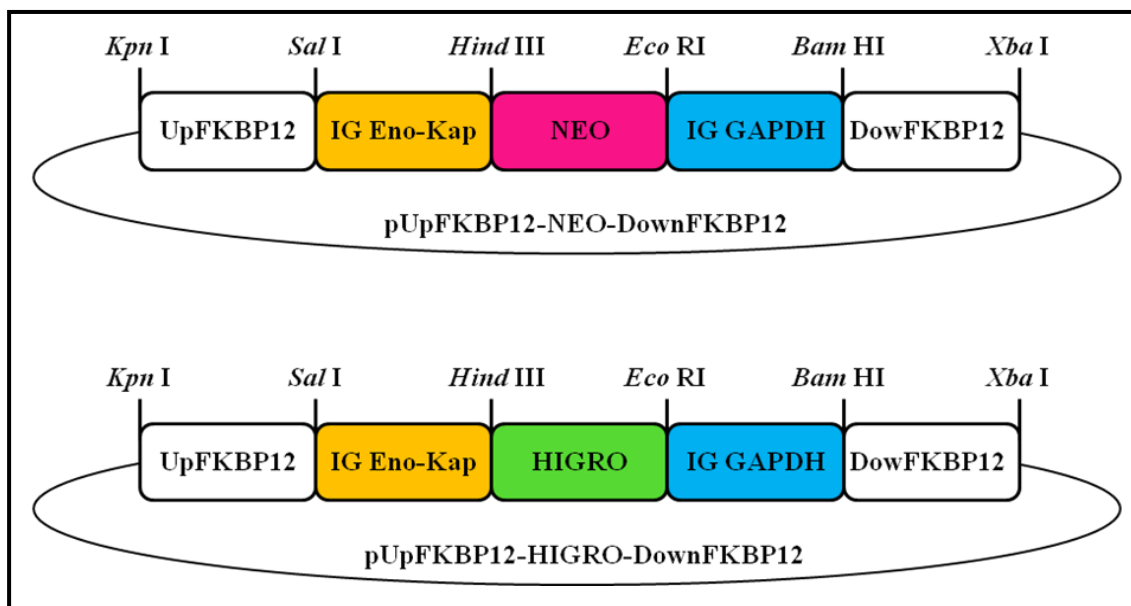 Kpn I Sal I Hind III Eco RI Bam HI Xba I
UpFKBP12 IG Eno-Kap NEO IG GAPDH DowFKBP12
pUpFKBP12-NEO-DownFKBP12
Kpn I Sal I Hind III Eco RI Bam HI Xba I
UpFKBP12 IG Eno-Kap HIGRO IG GAPDH DowFKBP12
pUpFKBP12-HIGRO-DownFKBP12